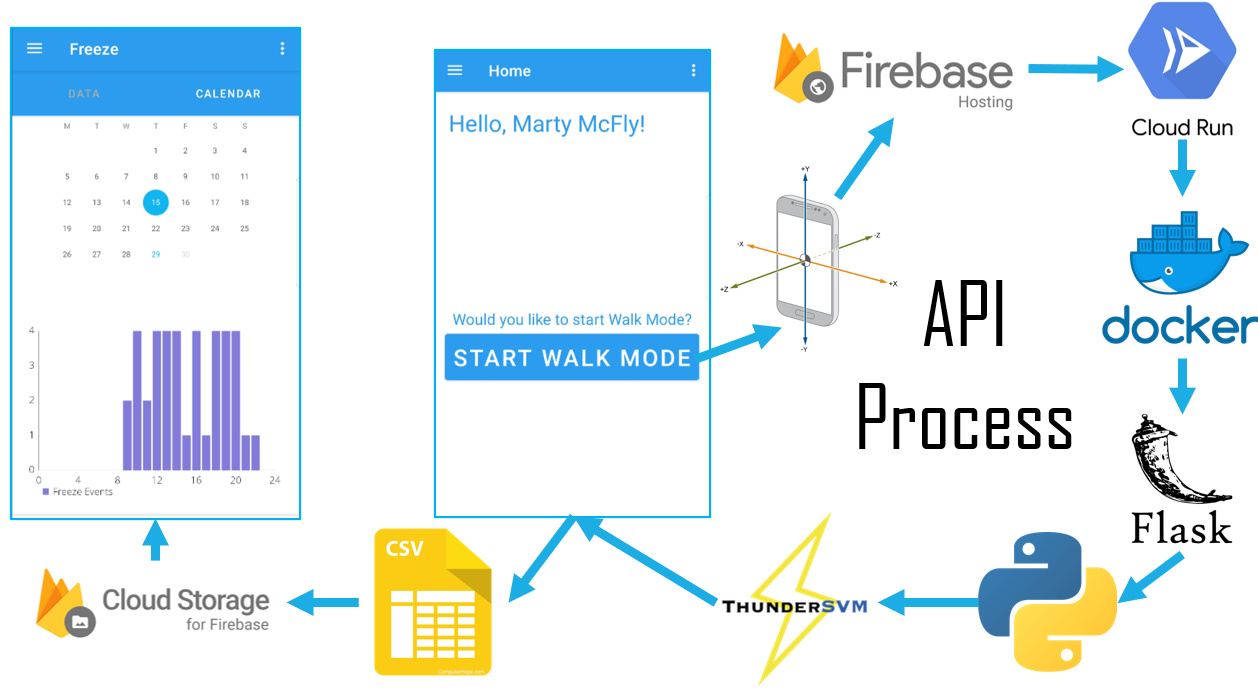 Freeze
DATA CALENDAR
M T W T F S S
1 2 3 4
5 6 7 8 9 10 11
12 13 14 15 16 17 18
19 20 21 22 23 24 25
26 27 28 29 30
4
3
2
1
0
0 4 8 12 16 20 24
Freeze Events
Home
Hello, Marty McFly!
Would you like to start Walk Mode?
START WALK MODE
+Y
-X
-Z
+Z
+X
-Y
Firebase
Hosting
Cloud Run
docker
Flask
API
Process
THUNDERSVM
CSV
Cloud Storage
for Firebase